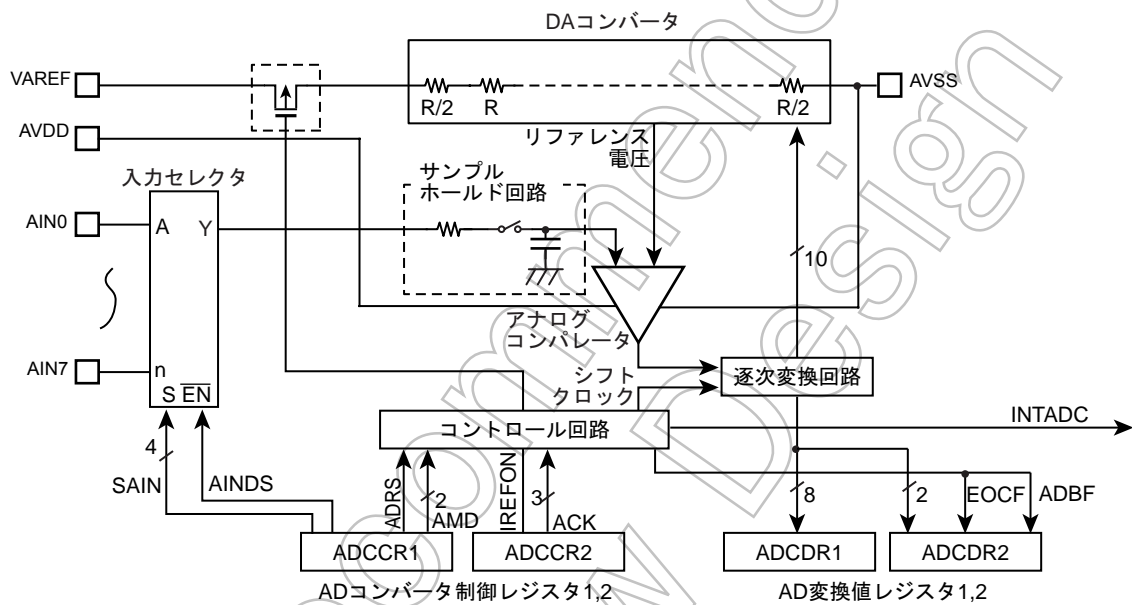 DAコンバータ
VAREF
AVSS
R/2
R
R/2
AVDD
リファレンス
電圧
入力セレクタ
サンプル
ホールド回路
AIN0
A
Y
10
アナログ
コンパレータ
AIN7
n
S EN
シフト
クロック
逐次変換回路
コントロール回路
INTADC
4
SAIN
AINDS
ADRS
2
AMD
IREFON
3
ACK
8
2
EOCF
ADBF
ADCCR1
ADCCR2
ADCDR1
ADCDR2
ADコンバータ制御レジスタ1,2
AD変換値レジスタ1,2